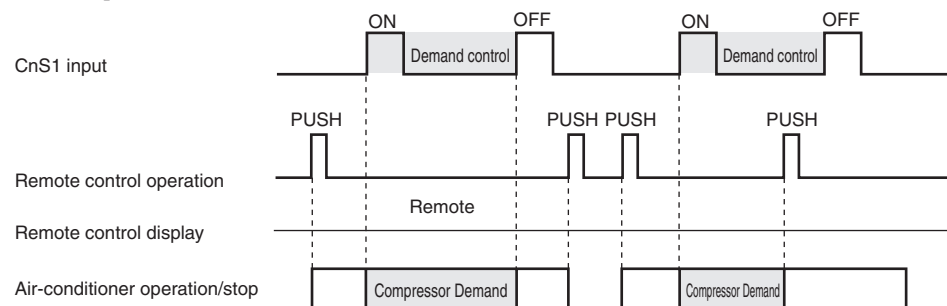 ON OFF ON OFF
CnS1 input Demand control Demand control
PUSH PUSH PUSH PUSH
Remote control operation
Remote
Remote control display
Air-conditioner operation/stop Compressor Demand Compressor Demand